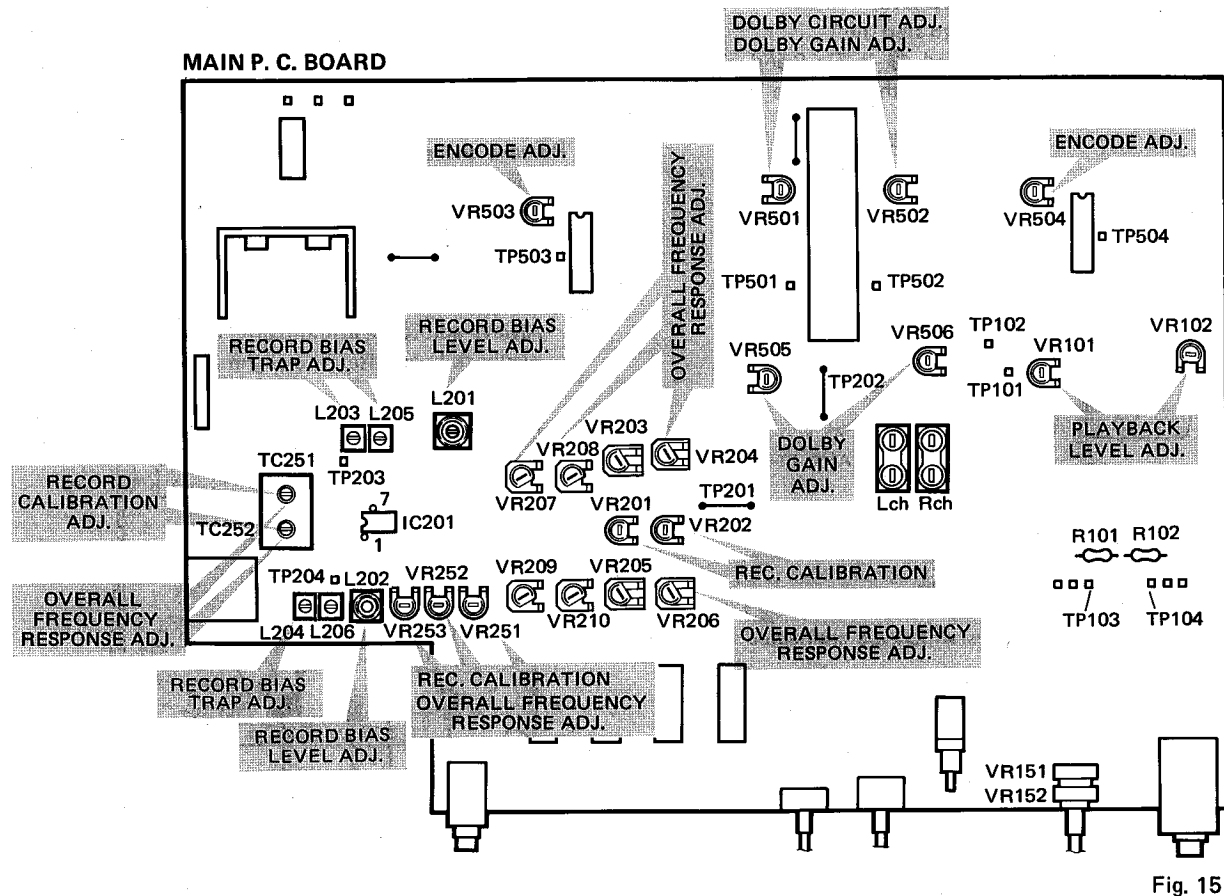 DOLBY CIRCUIT ADJ.
DOLBY GAIN ADJ.
MAIN P. C. BOARD
ENCODE ADJ.
VR503
TP503
OVERALL FREQUENCY
RESPONSE ADJ.
VR501
VR502
TP501
TP502
ENCODE ADJ.
VR504
TP504
RECORD BIAS
TRAP ADJ.
L203
L205
TP203
RECORD BIAS
LEVEL ADJ.
L201
VR505
VR506
TP202
TP102
TP101
VR101
VR102
DOLBY
GAIN
ADJ.
PLAYBACK
LEVEL ADJ.
RECORD
CALIBRATION
ADJ.
TC251
TC252
7
IC201
1
VR203
VR208
VR204
VR207
VR201
TP201
VR202
Lch
Rch
REC. CALIBRATION
R101
R102
TP103
TP104
OVERALL
FREQUENCY
RESPONSE ADJ.
TP204
L202
VR252
L204
L206
VR253
VR251
VR209
VR205
VR210
VR206
OVERALL FREQUENCY
RESPONSE ADJ.
RECORD BIAS
TRAP ADJ.
RECORD BIAS
LEVEL ADJ.
REC. CALIBRATION
OVERALL FREQUENCY
RESPONSE ADJ.
VR151
VR152
Fig. 15